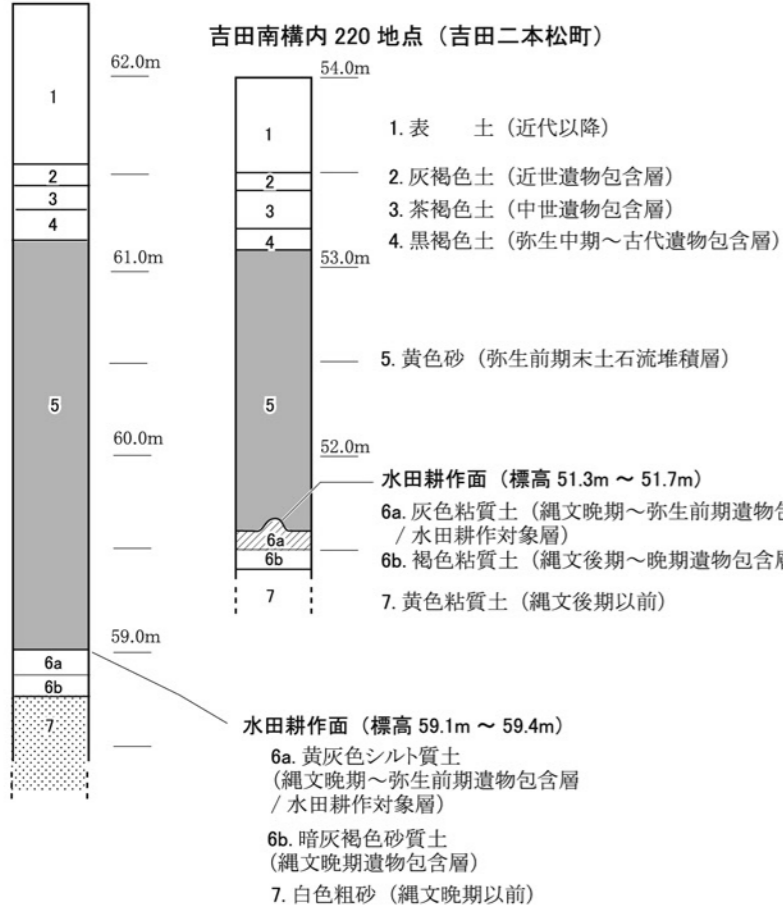 吉田南構内 220 地点（吉田二本松町）
62.0m
61.0m
60.0m
59.0m
1
2
3
4
5
6a
6b
7
54.0m
53.0m
52.0m
1
2
3
4
5
6a
6b
7
1. 表　　土（近代以降）
2. 灰褐色土（近世遺物包含層）
3. 茶褐色土（中世遺物包含層）
4. 黒褐色土（弥生中期～古代遺物包含層）
5. 黄色砂（弥生前期末土石流堆積層）
水田耕作面（標高 51.3m ～ 51.7m）
6a. 灰色粘質土（縄文晩期～弥生前期遺物
/ 水田耕作対象層）
6b. 褐色粘質土（縄文後期～晩期遺物包含層
7. 黄色粘質土（縄文後期以前）
水田耕作面（標高 59.1m ～ 59.4m）
6a. 黄灰色シルト質土
(縄文晩期～弥生前期遺物包含層
/ 水田耕作対象層）
6b. 暗灰褐色砂質土
(縄文晩期遺物包含層）
7. 白色粗砂（縄文晩期以前）